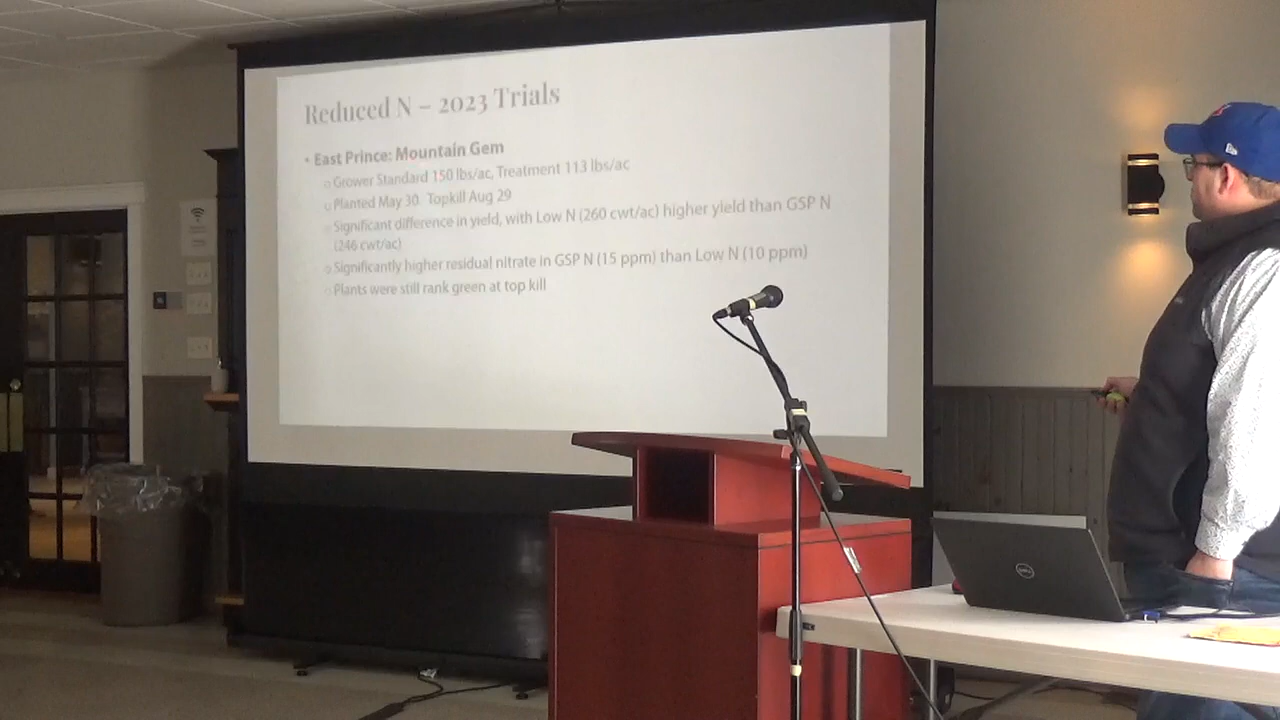 Reduced N – 2023 Trials
• East Prince: Mountain Gem
○ Grower Standard 150 lbs/ac, Treatment 113 lbs/ac
○ Planted May 30. Topkill Aug 29
○ Significant difference in yield, with Low N (260 cwt/ac) higher yield than GSP N
(246 cwt/ac)
○ Significantly higher residual nitrate in GSP N (15 ppm) than Low N (10 ppm)
○ Plants were still rank green at top kill
DELL